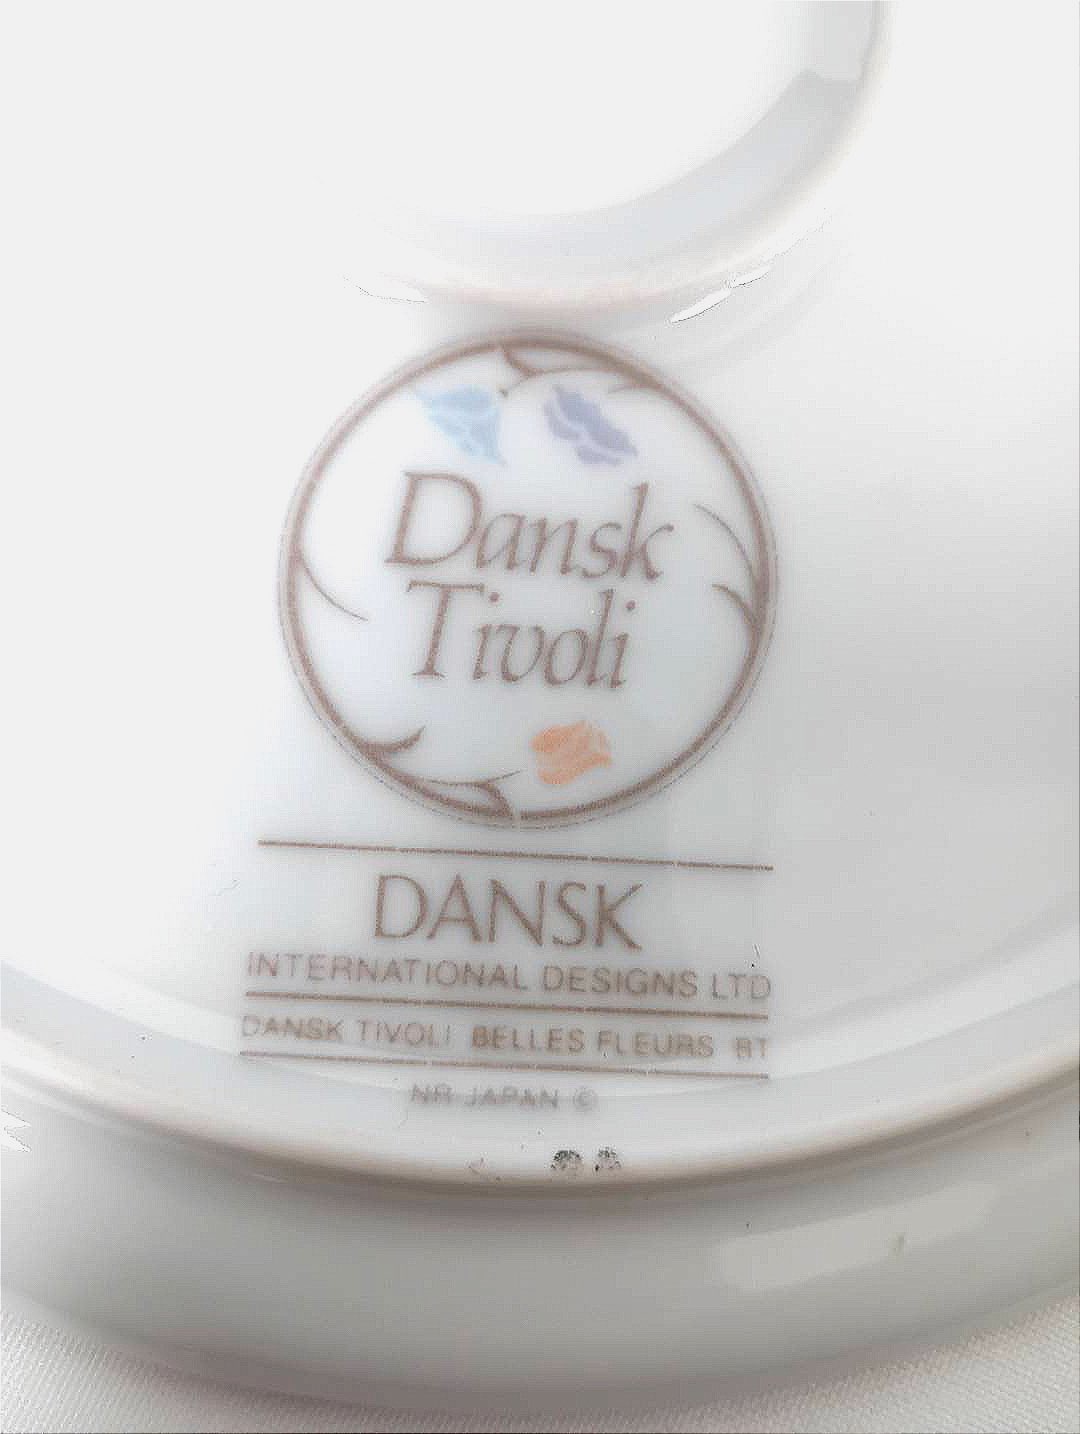 Dansk
Tivoli
DANSK
INTERNATIONAL DESIGNS LTD
DANSK TIVOLI BELLES FLEURS RT
NR JAPAN ©